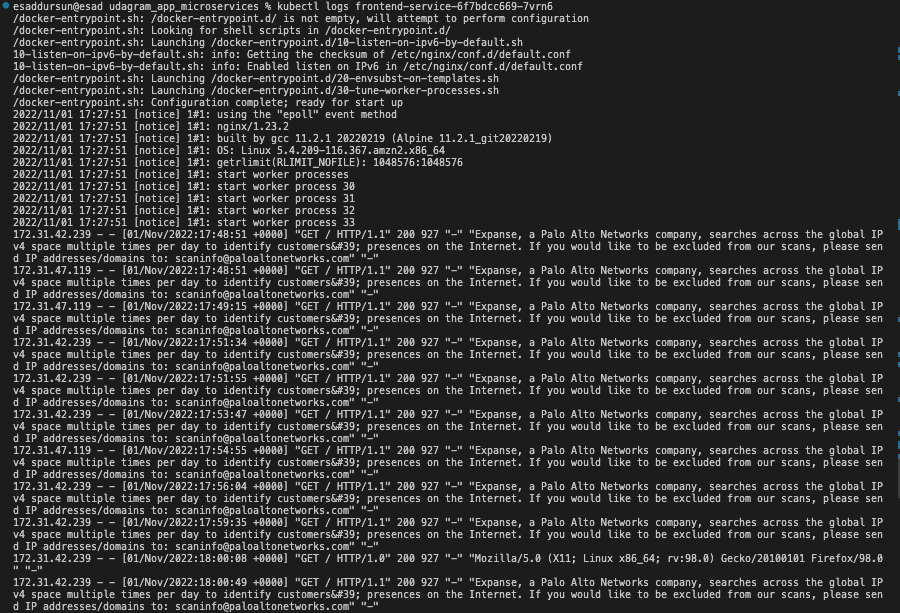 esaddursun@esad udagram_app_microservices % kubectl logs frontend-service-6f7bdcc669-7vrn6
/docker-entrypoint.sh: /docker-entrypoint.d/ is not empty, will attempt to perform configuration
/docker-entrypoint.sh: Looking for shell scripts in /docker-entrypoint.d/
/docker-entrypoint.sh: Launching /docker-entrypoint.d/10-listen-on-ipv6-by-default.sh
10-listen-on-ipv6-by-default.sh: info: Getting the checksum of /etc/nginx/conf.d/default.conf
10-listen-on-ipv6-by-default.sh: info: Enabled listen on IPv6 in /etc/nginx/conf.d/default.conf
/docker-entrypoint.sh: Launching /docker-entrypoint.d/20-envsubst-on-templates.sh
/docker-entrypoint.sh: Launching /docker-entrypoint.d/30-tune-worker-processes.sh
/docker-entrypoint.sh: Configuration complete; ready for start up
2022/11/01 17:27:51 [notice] 1#1: using the "epoll" event method
2022/11/01 17:27:51 [notice] 1#1: nginx/1.23.2
2022/11/01 17:27:51 [notice] 1#1: built by gcc 11.2.1 20220219 (Alpine 11.2.1_git20220219)
2022/11/01 17:27:51 [notice] 1#1: OS: Linux 5.4.209-116.367.amzn2.x86_64
2022/11/01 17:27:51 [notice] 1#1: getrlimit(RLIMIT_NOFILE): 1048576:1048576
2022/11/01 17:27:51 [notice] 1#1: start worker processes
2022/11/01 17:27:51 [notice] 1#1: start worker process 30
2022/11/01 17:27:51 [notice] 1#1: start worker process 31
2022/11/01 17:27:51 [notice] 1#1: start worker process 32
2022/11/01 17:27:51 [notice] 1#1: start worker process 33
172.31.42.239 - - [01/Nov/2022:17:48:51 +0000] "GET / HTTP/1.1" 200 927 "-" "Expanse, a Palo Alto Networks company, searches across the global IP
v4 space multiple times per day to identify customers&#39; presences on the Internet. If you would like to be excluded from our scans, please sen
d IP addresses/domains to: scaninfo@paloaltonetworks.com" "-"
172.31.47.119 - - [01/Nov/2022:17:48:51 +0000] "GET / HTTP/1.1" 200 927 "-" "Expanse, a Palo Alto Networks company, searches across the global IP
v4 space multiple times per day to identify customers&#39; presences on the Internet. If you would like to be excluded from our scans, please sen
d IP addresses/domains to: scaninfo@paloaltonetworks.com" "-"
172.31.47.119 - - [01/Nov/2022:17:49:15 +0000] "GET / HTTP/1.1" 200 927 "-" "Expanse, a Palo Alto Networks company, searches across the global IP
v4 space multiple times per day to identify customers&#39; presences on the Internet. If you would like to be excluded from our scans, please sen
d IP addresses/domains to: scaninfo@paloaltonetworks.com" "-"
172.31.42.239 - - [01/Nov/2022:17:51:34 +0000] "GET / HTTP/1.1" 200 927 "-" "Expanse, a Palo Alto Networks company, searches across the global IP
v4 space multiple times per day to identify customers&#39; presences on the Internet. If you would like to be excluded from our scans, please sen
d IP addresses/domains to: scaninfo@paloaltonetworks.com" "-"
172.31.42.239 - - [01/Nov/2022:17:51:55 +0000] "GET / HTTP/1.1" 200 927 "-" "Expanse, a Palo Alto Networks company, searches across the global IP
v4 space multiple times per day to identify customers&#39; presences on the Internet. If you would like to be excluded from our scans, please sen
d IP addresses/domains to: scaninfo@paloaltonetworks.com" "-"
172.31.42.239 - - [01/Nov/2022:17:53:47 +0000] "GET / HTTP/1.1" 200 927 "-" "Expanse, a Palo Alto Networks company, searches across the global IP
v4 space multiple times per day to identify customers&#39; presences on the Internet. If you would like to be excluded from our scans, please sen
d IP addresses/domains to: scaninfo@paloaltonetworks.com" "-"
172.31.47.119 - - [01/Nov/2022:17:54:55 +0000] "GET / HTTP/1.1" 200 927 "-" "Expanse, a Palo Alto Networks company, searches across the global IP
v4 space multiple times per day to identify customers&#39; presences on the Internet. If you would like to be excluded from our scans, please sen
d IP addresses/domains to: scaninfo@paloaltonetworks.com" "-"
172.31.42.239 - - [01/Nov/2022:17:56:04 +0000] "GET / HTTP/1.1" 200 927 "-" "Expanse, a Palo Alto Networks company, searches across the global IP
v4 space multiple times per day to identify customers&#39; presences on the Internet. If you would like to be excluded from our scans, please sen
d IP addresses/domains to: scaninfo@paloaltonetworks.com" "-"
172.31.42.239 - - [01/Nov/2022:17:59:35 +0000] "GET / HTTP/1.1" 200 927 "-" "Expanse, a Palo Alto Networks company, searches across the global IP
v4 space multiple times per day to identify customers&#39; presences on the Internet. If you would like to be excluded from our scans, please sen
d IP addresses/domains to: scaninfo@paloaltonetworks.com" "-"
172.31.42.239 - - [01/Nov/2022:18:00:08 +0000] "GET / HTTP/1.0" 200 927 "-" "Mozilla/5.0 (X11; Linux x86_64; rv:98.0) Gecko/20100101 Firefox/98.0
" "-"
172.31.42.239 - - [01/Nov/2022:18:00:49 +0000] "GET / HTTP/1.1" 200 927 "-" "Expanse, a Palo Alto Networks company, searches across the global IP
v4 space multiple times per day to identify customers&#39; presences on the Internet. If you would like to be excluded from our scans, please sen
d IP addresses/domains to: scaninfo@paloaltonetworks.com" "-"